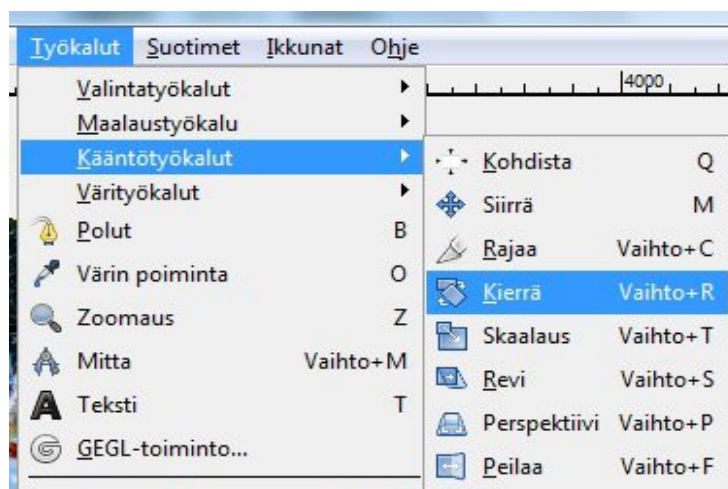 Työkalut Suotimet Ikkunat Ohje
4000
Valintatyökalut
Maalaustyökalu
Kääntötyökalut
Värityökalut
Polut B
Värin poiminta O
Zoomaus Z
Mitta Vaihto+M
Teksti T
GEGL-toiminto...
Kohdista Q
Siirrä M
Rajaa Vaihto+C
Kierrä Vaihto+R
Skaalaus Vaihto+T
Revi Vaihto+S
Perspektiivi Vaihto+P
Peilaa Vaihto+F